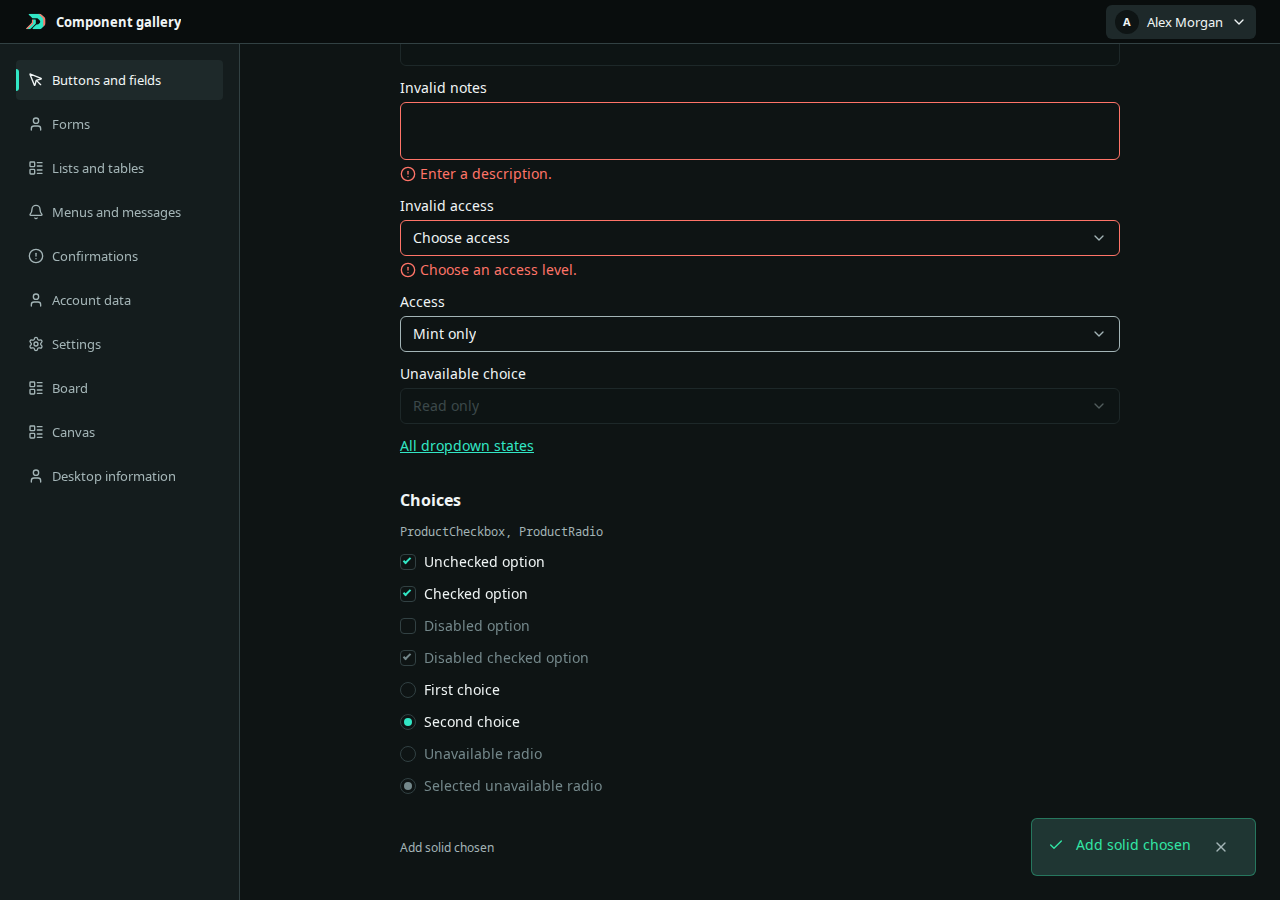 Component gallery
A Alex Morgan
Buttons and fields
Forms
Lists and tables
Menus and messages
Confirmations
Account data
Settings
Board
Canvas
Desktop information
Invalid notes
Enter a description.
Invalid access
Choose access
Choose an access level.
Access
Mint only
Unavailable choice
Read only
All dropdown states
Choices
ProductCheckbox, ProductRadio
Unchecked option
Checked option
Disabled option
Disabled checked option
First choice
Second choice
Unavailable radio
Selected unavailable radio
Add solid chosen
Add solid chosen